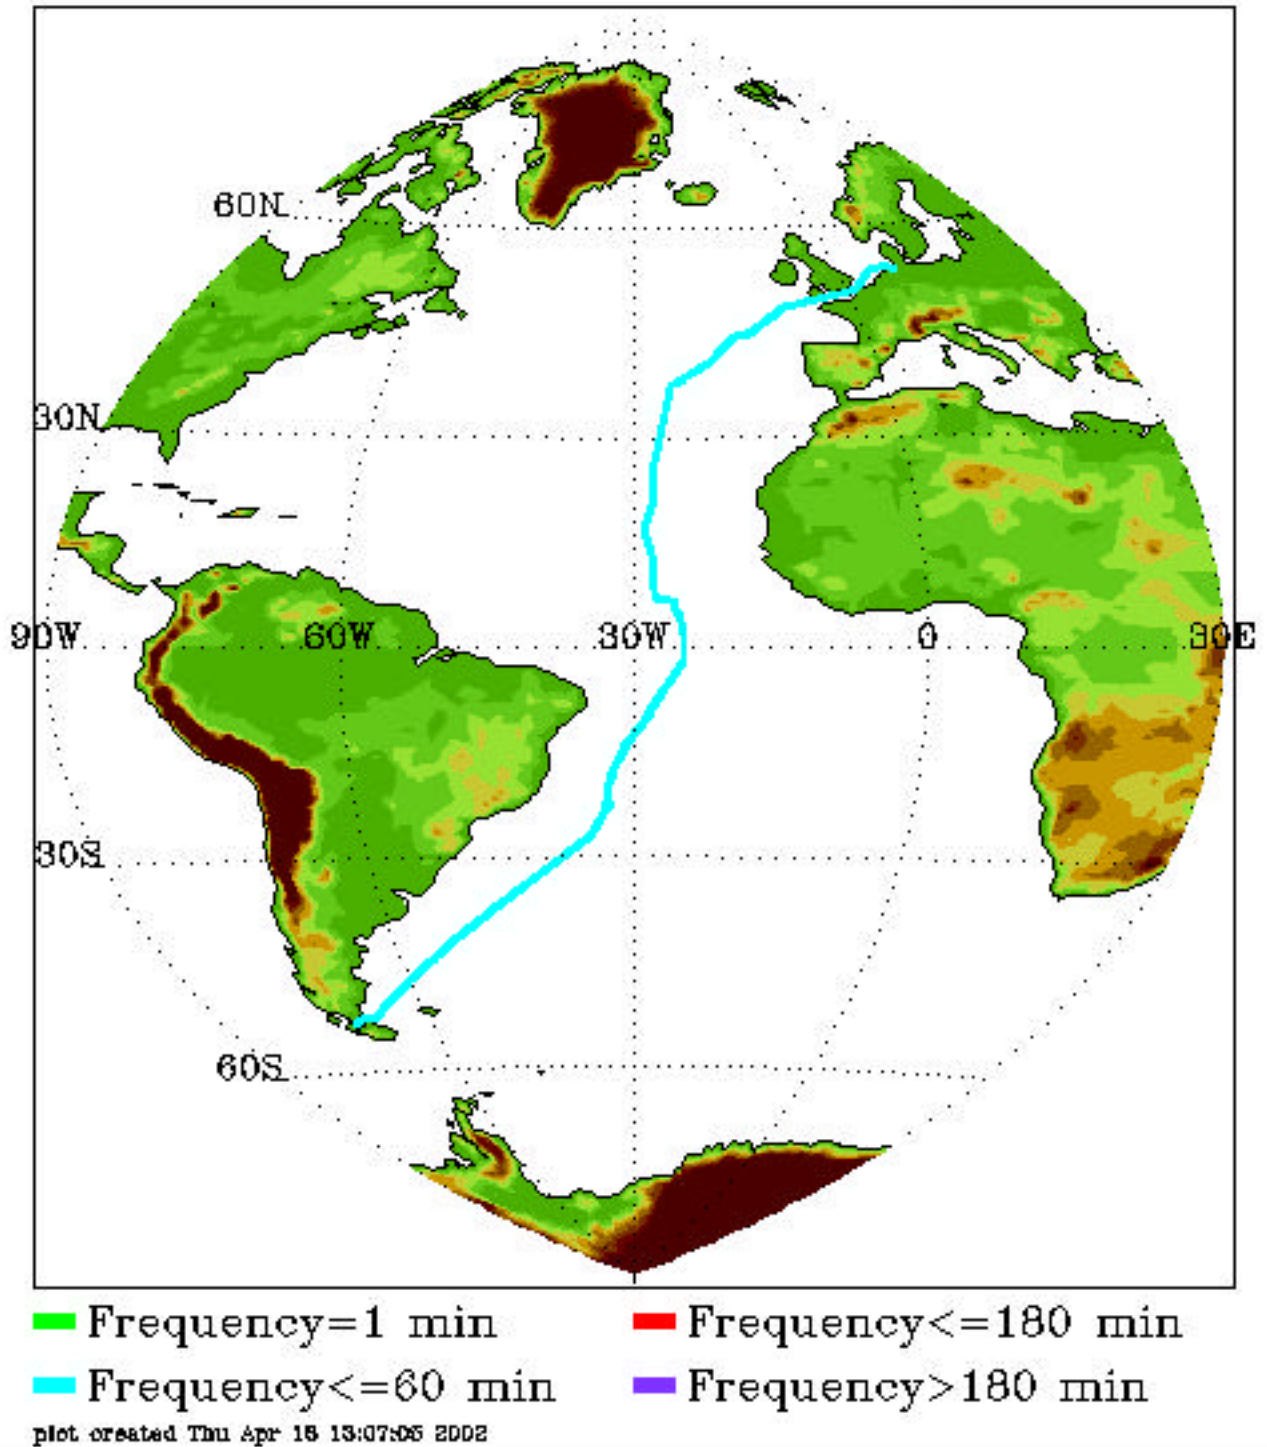 60N
30N
90W 60W 30W 0 30E
30S
60S
Frequency=1 min Frequency<=180 min
Frequency<=60 min Frequency>180 min
plot created Thu Apr 18 13:07:05 2002